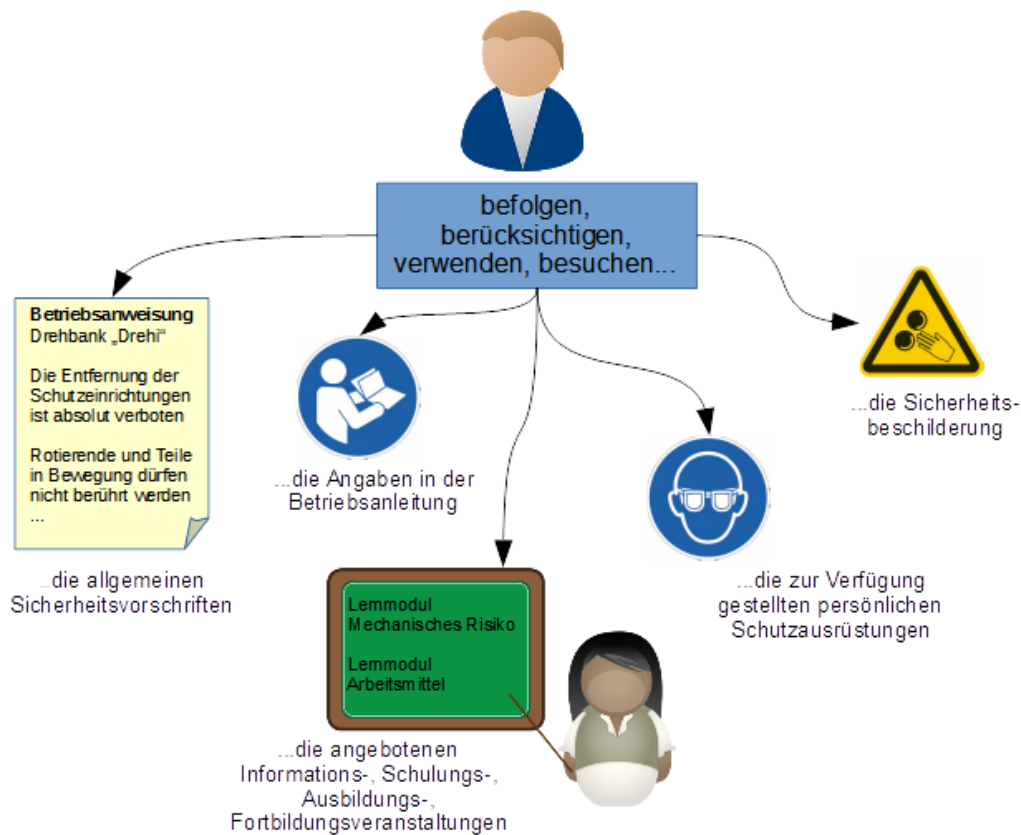 befolgen,
berücksichtigen,
verwenden, besuchen...
Betriebsanweisung
Drehbank „Drehi“
Die Entfernung der
Schutzeinrichtungen
ist absolut verboten
Rotierende und Teile
in Bewegung dürfen
nicht berührt werden
...
...die allgemeinen
Sicherheitsvorschriften
...die Angaben in der
Betriebsanleitung
Lernmodul
Mechanisches Risiko
Lernmodul
Arbeitsmittel
...die angebotenen
Informations-, Schulungs-,
Ausbildungs-,
Fortbildungsveranstaltungen
...die zur Verfügung
gestellten persönlichen
Schutzausrüstungen
...die Sicherheits-
beschilderung